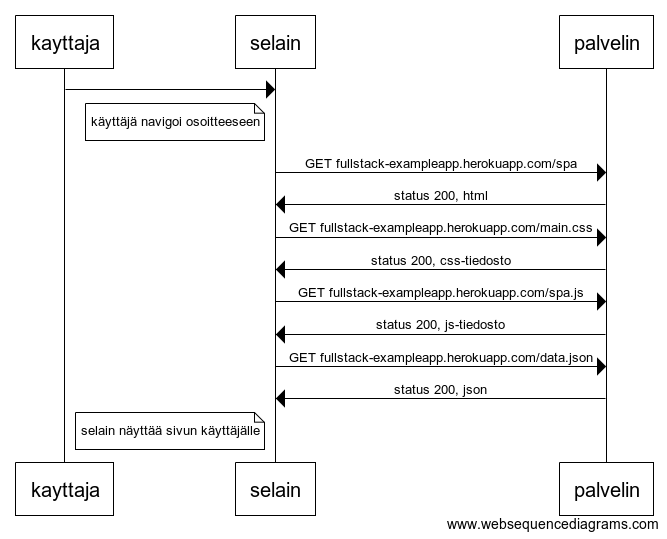 kayttaja selain palvelin
käyttäjä navigoi osoitteeseen
GET fullstack-exampleapp.herokuapp.com/spa
status 200, html
GET fullstack-exampleapp.herokuapp.com/main.css
status 200, css-tiedosto
GET fullstack-exampleapp.herokuapp.com/spa.js
status 200, js-tiedosto
GET fullstack-exampleapp.herokuapp.com/data.json
status 200, json
selain näyttää sivun käyttäjälle
kayttaja selain palvelin
www.websequencediagrams.com